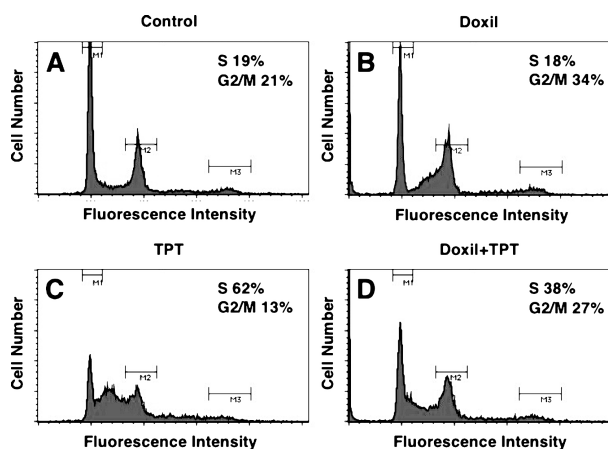 Control
Doxil
A
M1
S 19%
G2/M 21%
M2
M3
Cell Number
Fluorescence Intensity
B
M1
S 18%
G2/M 34%
M2
M3
Cell Number
Fluorescence Intensity
TPT
Doxil+TPT
C
M1
S 62%
G2/M 13%
M2
M3
Cell Number
Fluorescence Intensity
D
M1
S 38%
G2/M 27%
M2
M3
Cell Number
Fluorescence Intensity